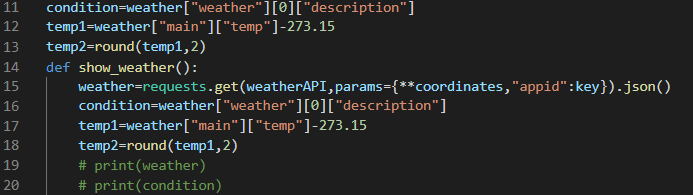 11 condition=weather["weather"][0]["description"]
12 temp1=weather["main"]["temp"]-273.15
13 temp2=round(temp1,2)
14 def show_weather():
15     weather=requests.get(weatherAPI,params={**coordinates,"appid":key}).json()
16     condition=weather["weather"][0]["description"]
17     temp1=weather["main"]["temp"]-273.15
18     temp2=round(temp1,2)
19     # print(weather)
20     # print(condition)